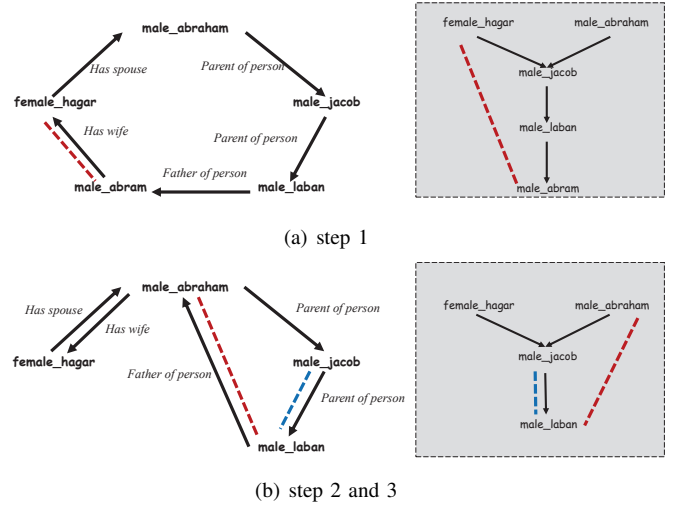 male_abraham
Has spouse
Parent of person
female_hagar
male_jacob
Has wife
Parent of person
Father of person
male_abram
male_laban
female_hagar
male_abraham
male_jacob
male_laban
male_abram
(a) step 1
male_abraham
Has spouse
Parent of person
Has wife
female_hagar
male_jacob
Father of person
Parent of person
male_laban
female_hagar
male_abraham
male_jacob
male_laban
(b) step 2 and 3